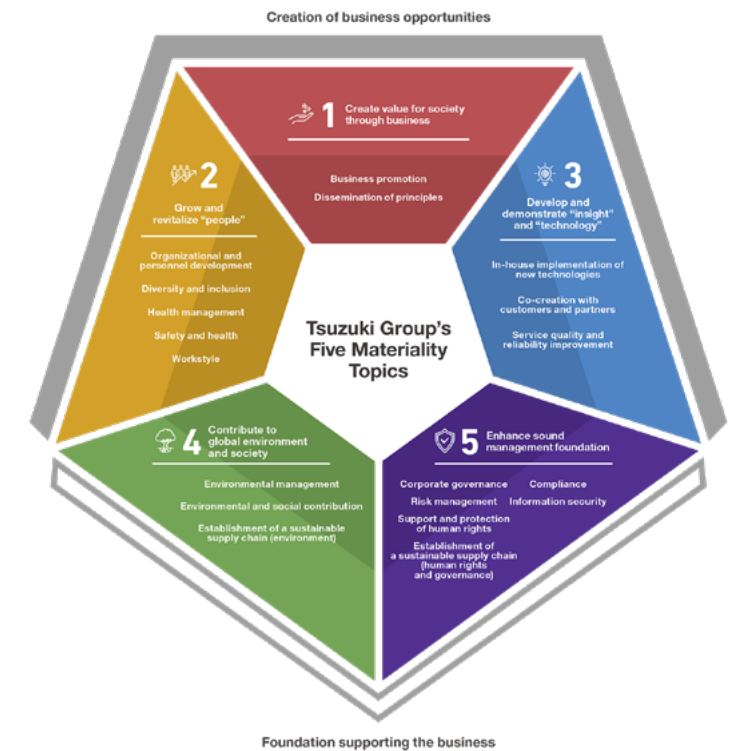 Creation of business opportunities
1
Create value for society
through business
Business promotion
Dissemination of principles
2
Grow and
revitalize “people”
Organizational and
personnel development
Diversity and inclusion
Health management
Safety and health
Workstyle
3
Develop and
demonstrate “insight”
and “technology”
In-house implementation of
new technologies
Co-creation with
customers and partners
Service quality and
reliability improvement
Tsuzuki Group’s
Five Materiality
Topics
4
Contribute to
global environment
and society
Environmental management
Environmental and social contribution
Establishment of a sustainable
supply chain (environment)
5
Enhance sound
management foundation
Corporate governance
Compliance
Risk management
Information security
Support and protection
of human rights
Establishment of
a sustainable supply chain
(human rights
and governance)
Foundation supporting the business